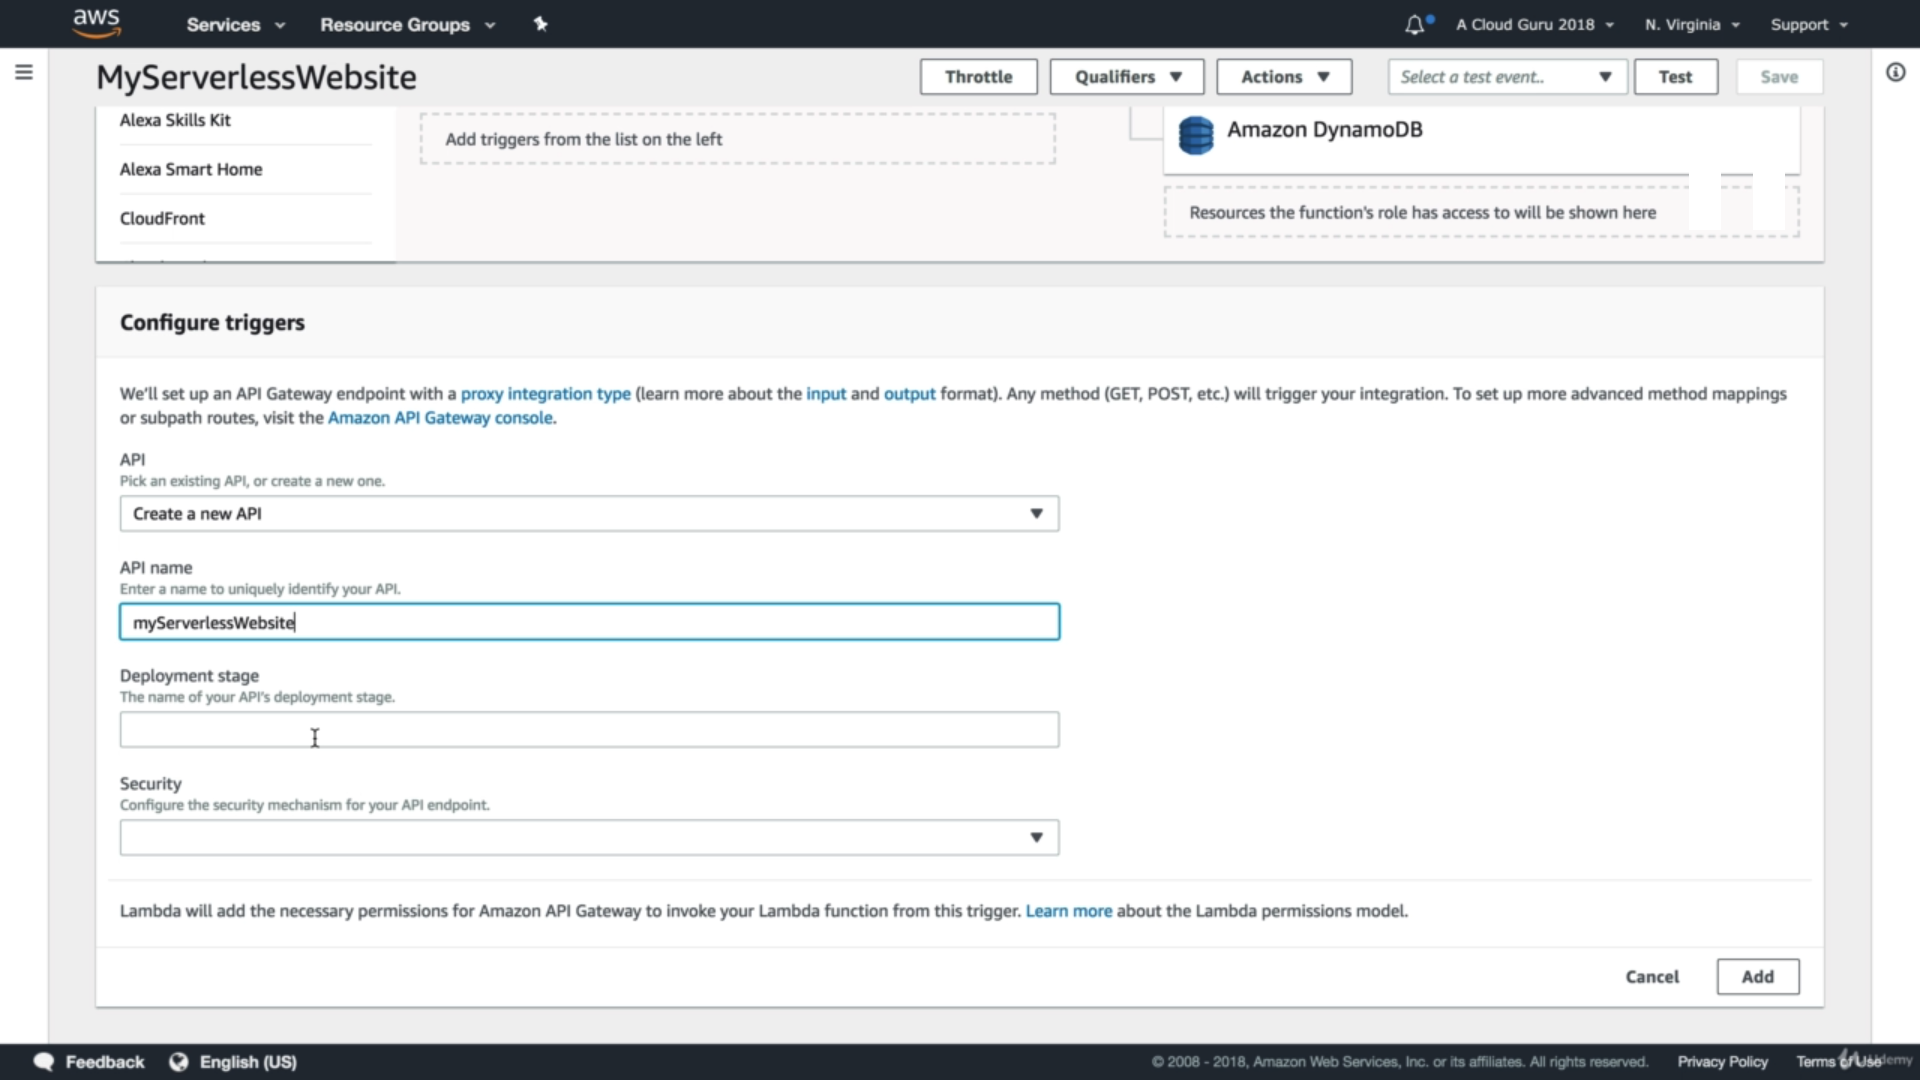 aws Services Resource Groups A Cloud Guru 2018 N. Virginia Support
MyServerlessWebsite Throttle Qualifiers Actions Select a test event.. Test Save
Alexa Skills Kit
Add triggers from the list on the left
Amazon DynamoDB
Alexa Smart Home
CloudFront
Resources the function's role has access to will be shown here
Configure triggers
We'll set up an API Gateway endpoint with a proxy integration type (learn more about the input and output format). Any method (GET, POST, etc.) will trigger your integration. To set up more advanced method mappings
or subpath routes, visit the Amazon API Gateway console.
API
Pick an existing API, or create a new one.
Create a new API
API name
Enter a name to uniquely identify your API.
myServerlessWebsite
Deployment stage
The name of your API's deployment stage.
Security
Configure the security mechanism for your API endpoint.
Lambda will add the necessary permissions for Amazon API Gateway to invoke your Lambda function from this trigger. Learn more about the Lambda permissions model.
Cancel Add
Feedback English (US) © 2008 - 2018, Amazon Web Services, Inc. or its affiliates. All rights reserved. Privacy Policy Terms of Use